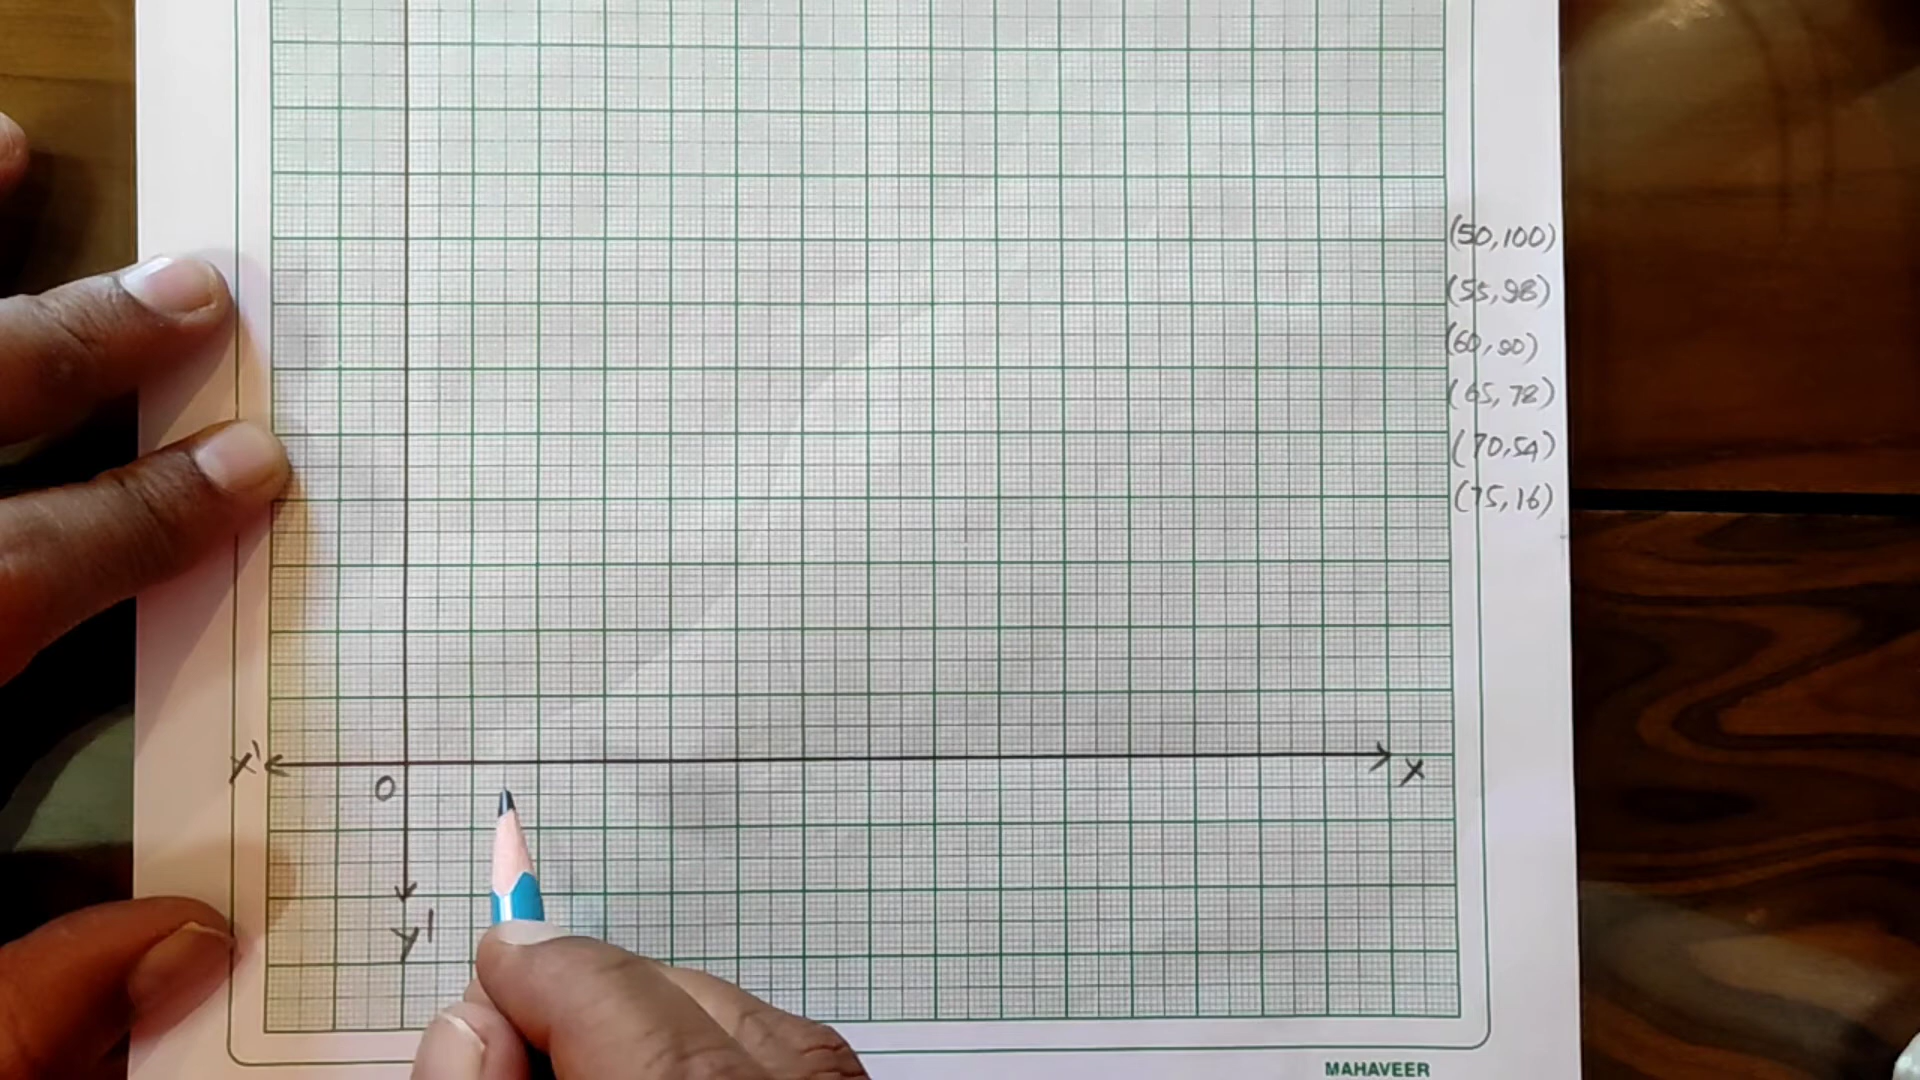 (50,100)
(55,98)
(60,90)
(65,78)
(70,54)
(75,16)
X'
O
X
y'
MAHAVEER